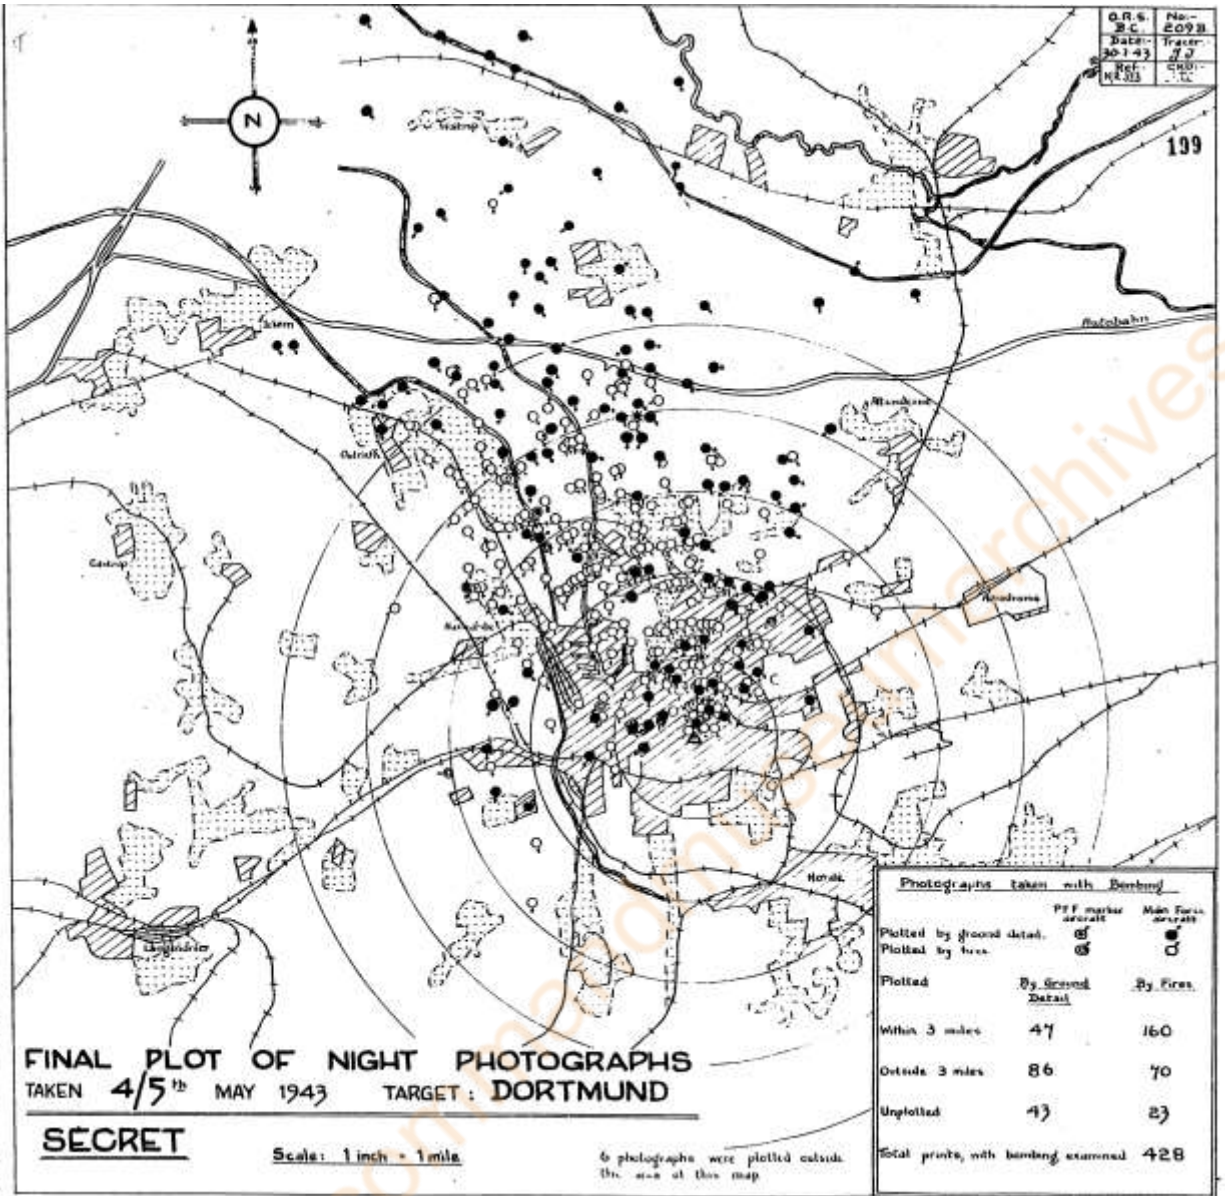 O.R.S. No:-
B.C. 2098
Date:- Tracer:-
30·7·43
Ref:- CHD:-
199
N
Autobahn
Aerodrome
Horde
Photographs taken with Bombing
PFF marker aircraft
Main Force aircraft
Plotted by ground detail.
Plotted by fires
Plotted By Ground Detail By Fires
Within 3 miles 47 160
Outside 3 miles 86 70
Unplotted 43 23
Total prints, with bombing examined 428
FINAL PLOT OF NIGHT PHOTOGRAPHS
TAKEN 4/5th MAY 1943 TARGET: DORTMUND
SECRET
Scale: 1 inch = 1 mile
6 photographs were plotted outside
the area of this map